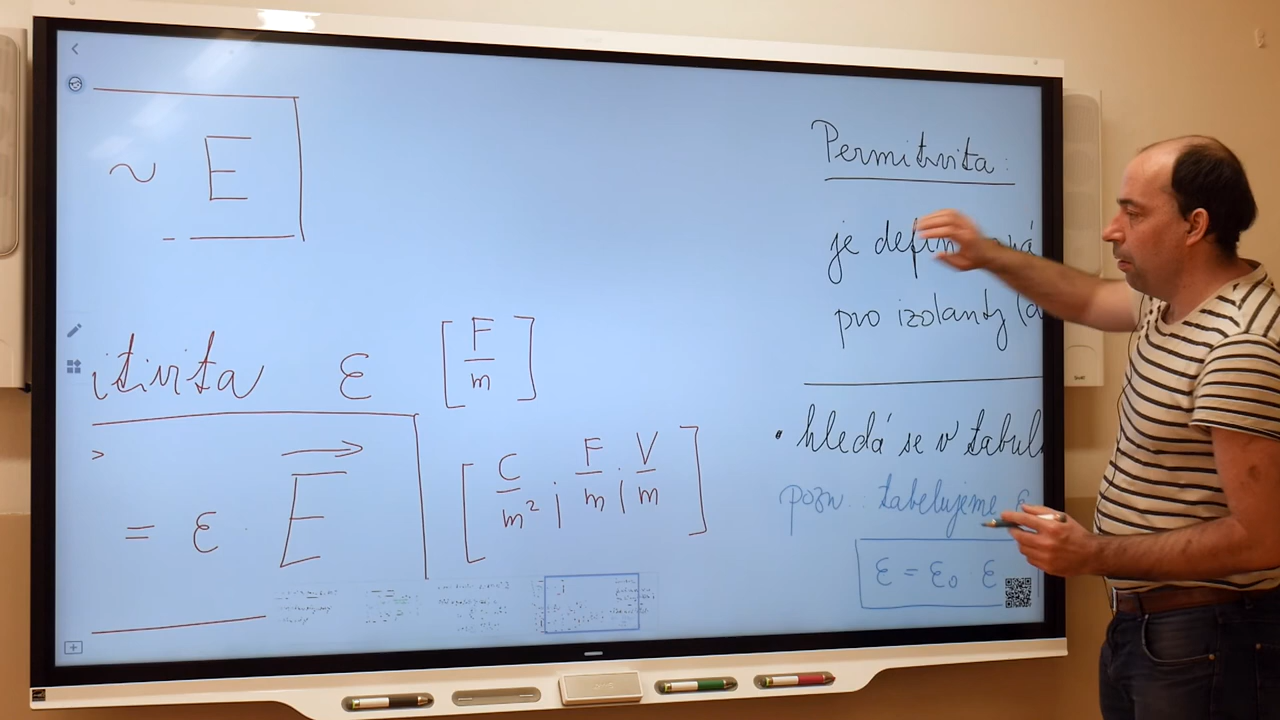 ~ E
itivita ε [F/m]
= ε · E [C/m²; F/m; V/m]
Permitivita:
je defin
pro izolanty (d
• hledá se v tabul
pozn.: tabelujeme ε
ε = ε₀ ε